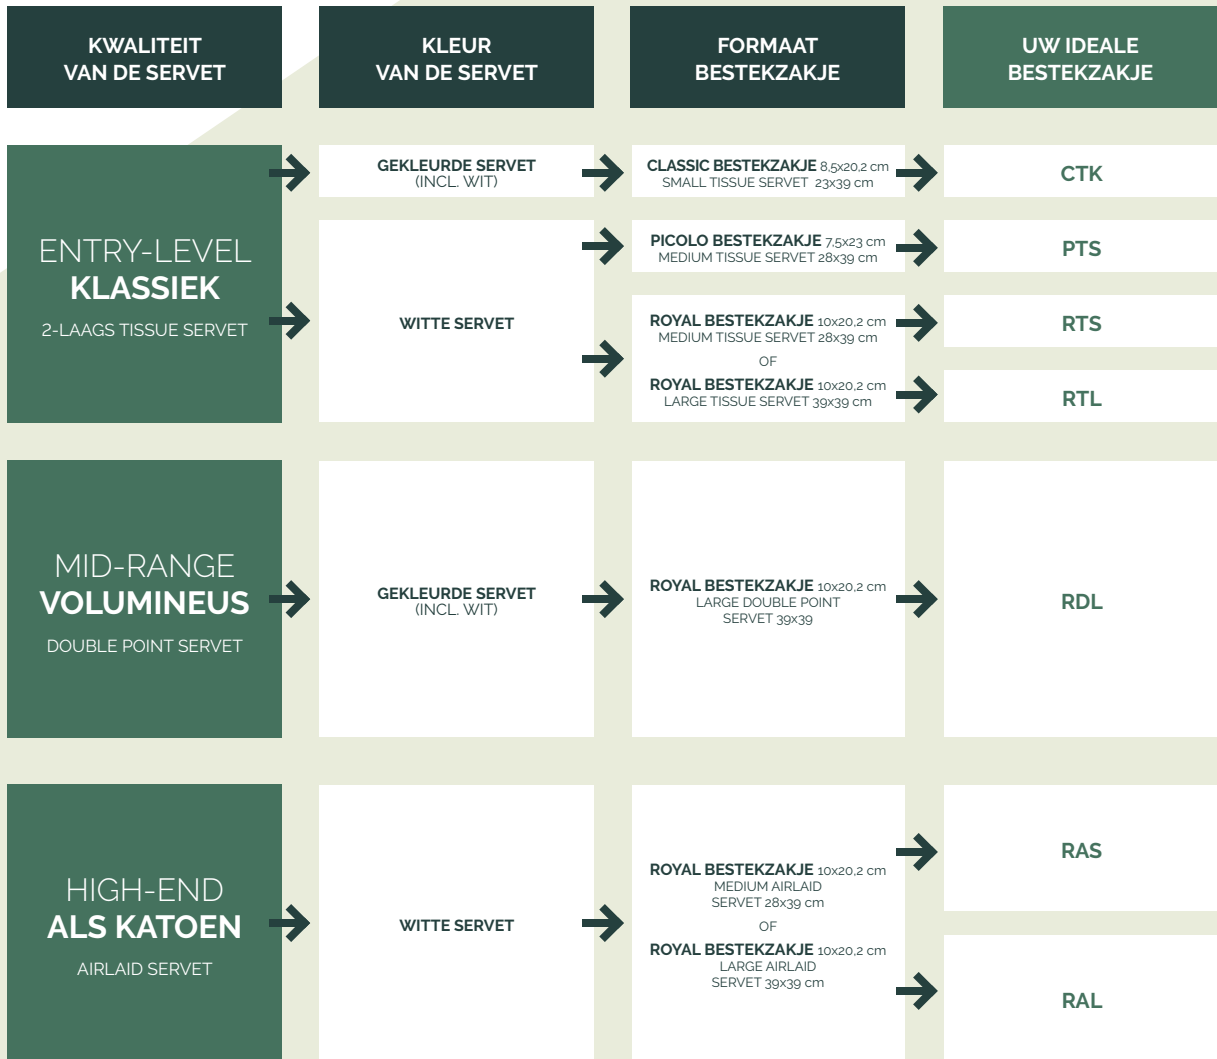 KWALITEIT
VAN DE SERVET
KLEUR
VAN DE SERVET
FORMAAT
BESTEKZAKJE
UW IDEALE
BESTEKZAKJE
ENTRY-LEVEL
KLASSIEK
2-LAAGS TISSUE SERVET
GEKLEURDE SERVET
(INCL. WIT)
CLASSIC BESTEKZAKJE 8,5x20,2 cm
SMALL TISSUE SERVET 23x39 cm
CTK
WITTE SERVET
PICOLO BESTEKZAKJE 7,5x23 cm
MEDIUM TISSUE SERVET 28x39 cm
PTS
ROYAL BESTEKZAKJE 10x20,2 cm
MEDIUM TISSUE SERVET 28x39 cm
OF
ROYAL BESTEKZAKJE 10x20,2 cm
LARGE TISSUE SERVET 39x39 cm
RTS
RTL
MID-RANGE
VOLUMINEUS
DOUBLE POINT SERVET
GEKLEURDE SERVET
(INCL. WIT)
ROYAL BESTEKZAKJE 10x20,2 cm
LARGE DOUBLE POINT
SERVET 39x39
RDL
HIGH-END
ALS KATOEN
AIRLAID SERVET
WITTE SERVET
ROYAL BESTEKZAKJE 10x20,2 cm
MEDIUM AIRLAID
SERVET 28x39 cm
OF
ROYAL BESTEKZAKJE 10x20,2 cm
LARGE AIRLAID
SERVET 39x39 cm
RAS
RAL